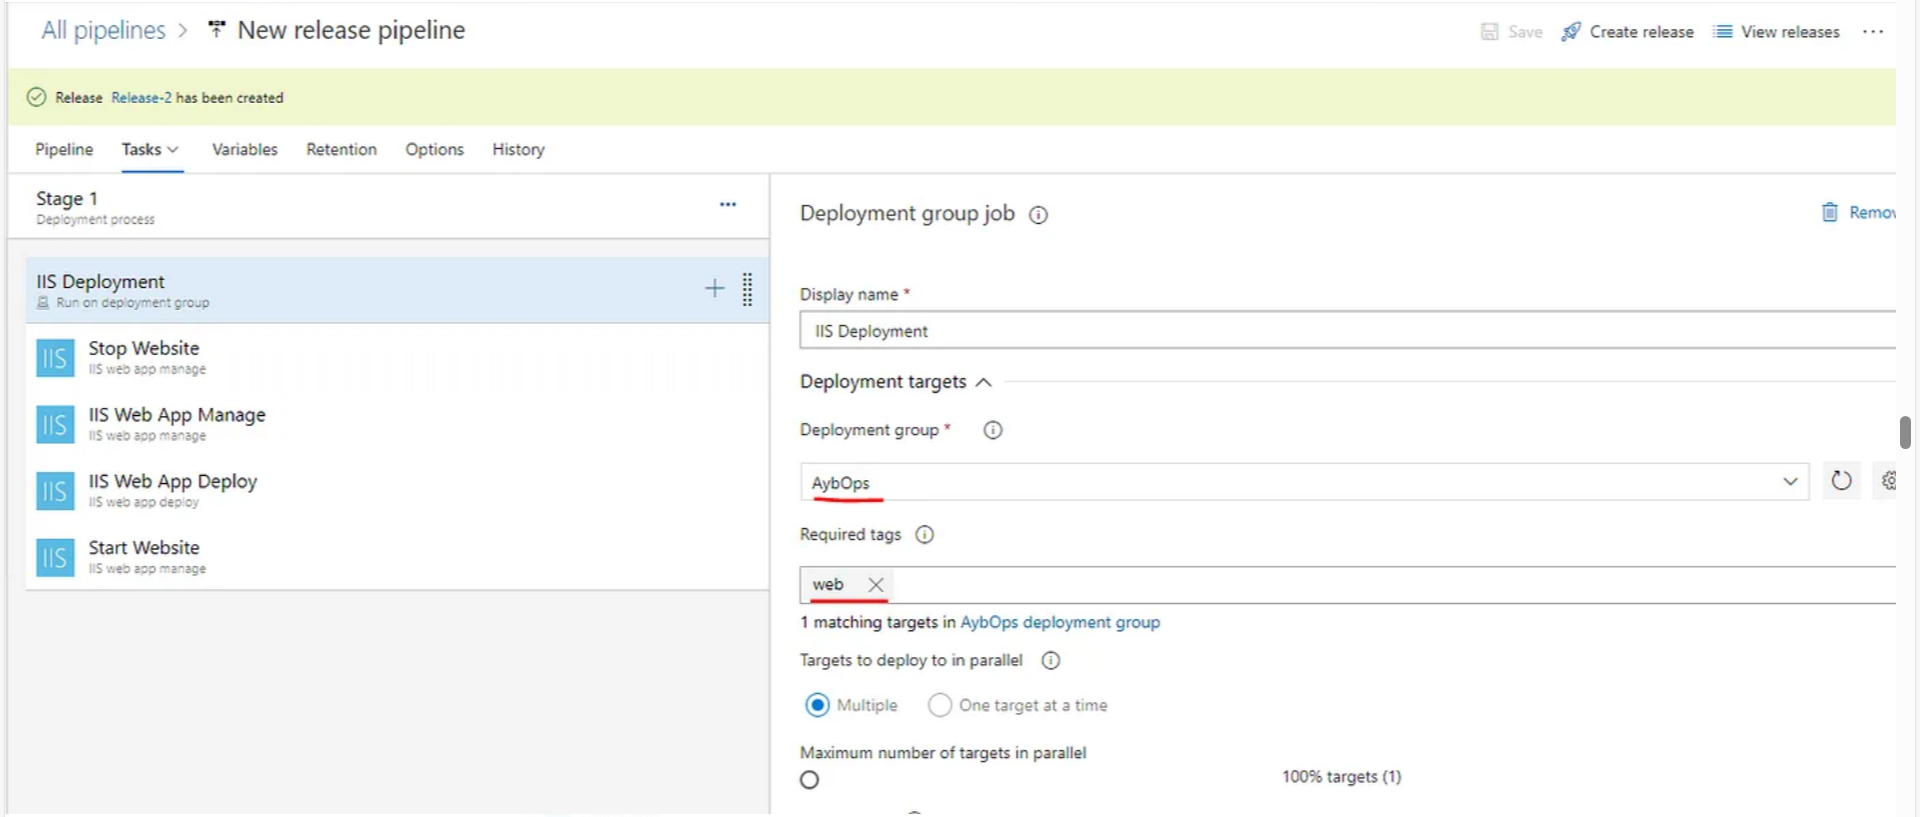 All pipelines > New release pipeline
Save Create release View releases ...
Release Release-2 has been created
Pipeline Tasks Variables Retention Options History
Stage 1
Deployment process
...
IIS Deployment
Run on deployment group
IIS Stop Website
IIS web app manage
IIS IIS Web App Manage
IIS web app manage
IIS IIS Web App Deploy
IIS web app deploy
IIS Start Website
IIS web app manage
Deployment group job
Remov
Display name *
IIS Deployment
Deployment targets
Deployment group *
AybOps
Required tags
web
1 matching targets in AybOps deployment group
Targets to deploy to in parallel
Multiple One target at a time
Maximum number of targets in parallel
100% targets (1)